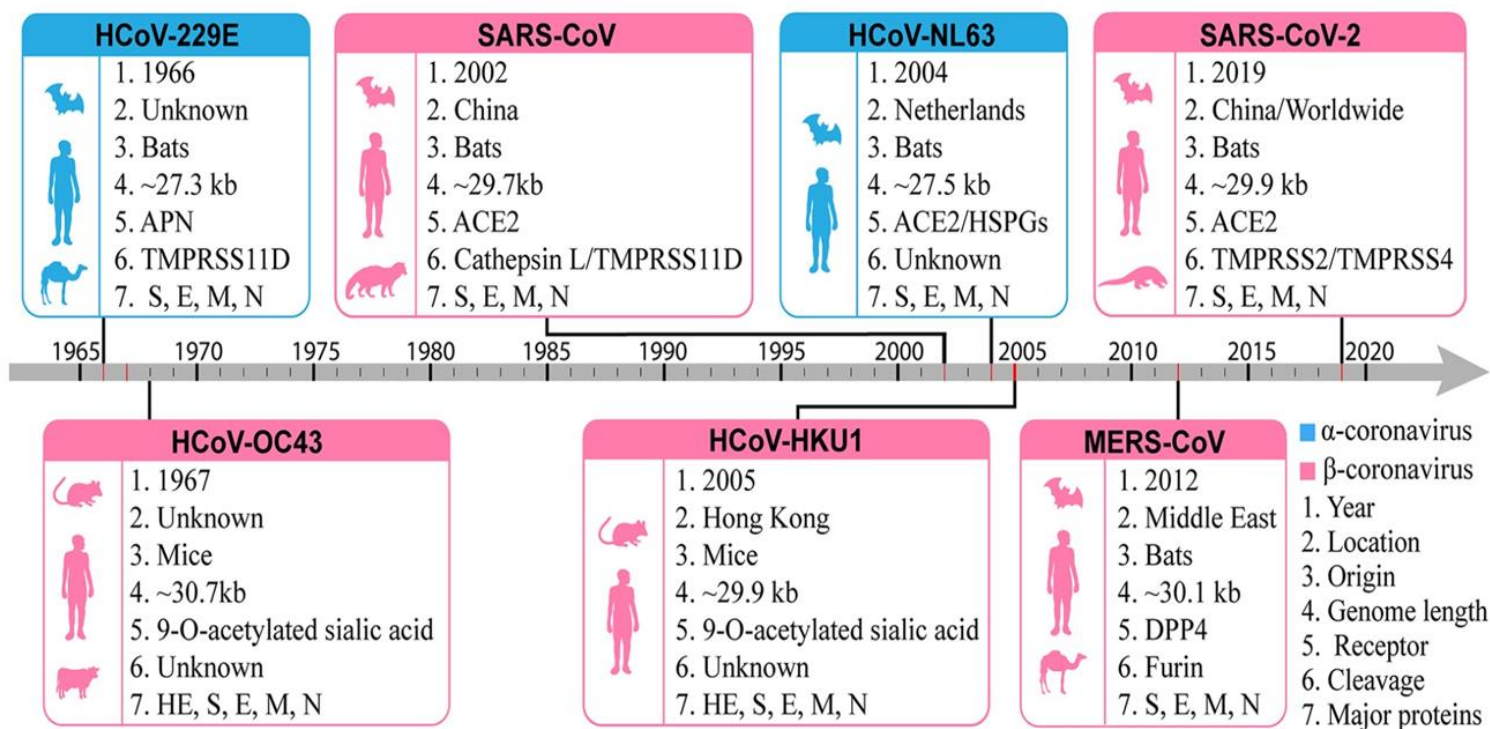 HCoV-229E
1. 1966
2. Unknown
3. Bats
4. ~27.3 kb
5. APN
6. TMPRSS11D
7. S, E, M, N
SARS-CoV
1. 2002
2. China
3. Bats
4. ~29.7kb
5. ACE2
6. Cathepsin L/TMPRSS11D
7. S, E, M, N
HCoV-NL63
1. 2004
2. Netherlands
3. Bats
4. ~27.5 kb
5. ACE2/HSPGs
6. Unknown
7. S, E, M, N
SARS-CoV-2
1. 2019
2. China/Worldwide
3. Bats
4. ~29.9 kb
5. ACE2
6. TMPRSS2/TMPRSS4
7. S, E, M, N
1965 1970 1975 1980 1985 1990 1995 2000 2005 2010 2015 2020
HCoV-OC43
1. 1967
2. Unknown
3. Mice
4. ~30.7kb
5. 9-O-acetylated sialic acid
6. Unknown
7. HE, S, E, M, N
HCoV-HKU1
1. 2005
2. Hong Kong
3. Mice
4. ~29.9 kb
5. 9-O-acetylated sialic acid
6. Unknown
7. HE, S, E, M, N
MERS-CoV
1. 2012
2. Middle East
3. Bats
4. ~30.1 kb
5. DPP4
6. Furin
7. S, E, M, N
α-coronavirus
β-coronavirus
1. Year
2. Location
3. Origin
4. Genome length
5. Receptor
6. Cleavage
7. Major proteins